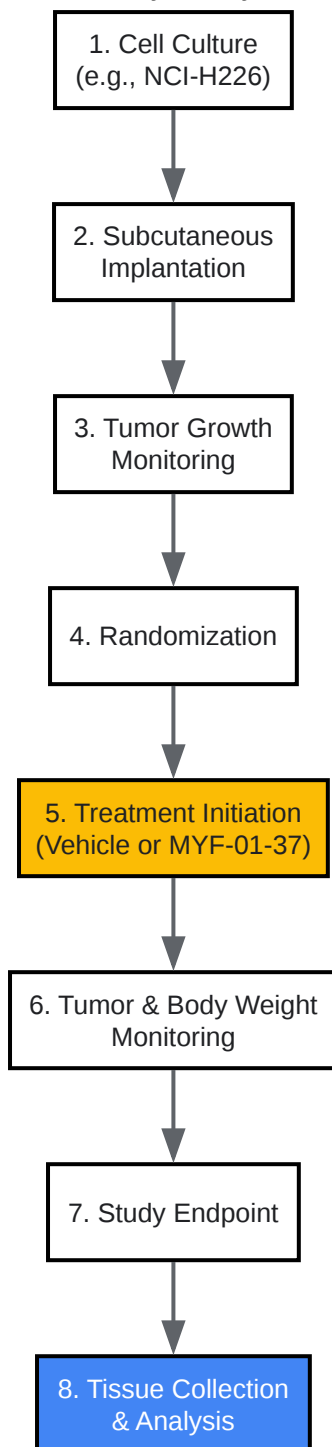 1. Cell Culture
(e.g., NCI-H226)
2. Subcutaneous
Implantation
3. Tumor Growth
Monitoring
4. Randomization
5. Treatment Initiation
(Vehicle or MYF-01-37)
6. Tumor & Body Weight
Monitoring
7. Study Endpoint
8. Tissue Collection
& Analysis